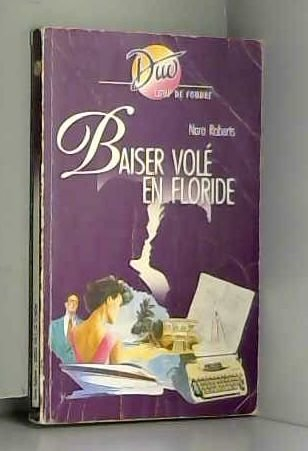 Duo
COUP DE FOUDRE
Nora Roberts
BAISER VOLÉ
EN FLORIDE